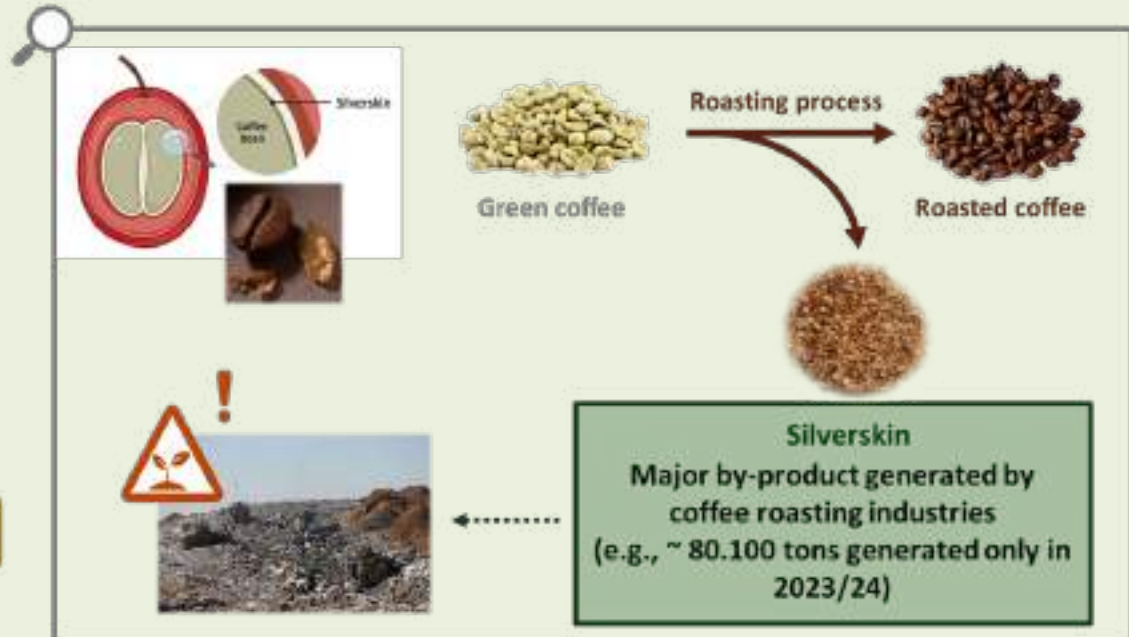 Silverskin
Coffee
bean
Roasting process
Green coffee
Roasted coffee
!
Silverskin
Major by-product generated by
coffee roasting industries
(e.g., ~ 80.100 tons generated only in
2023/24)